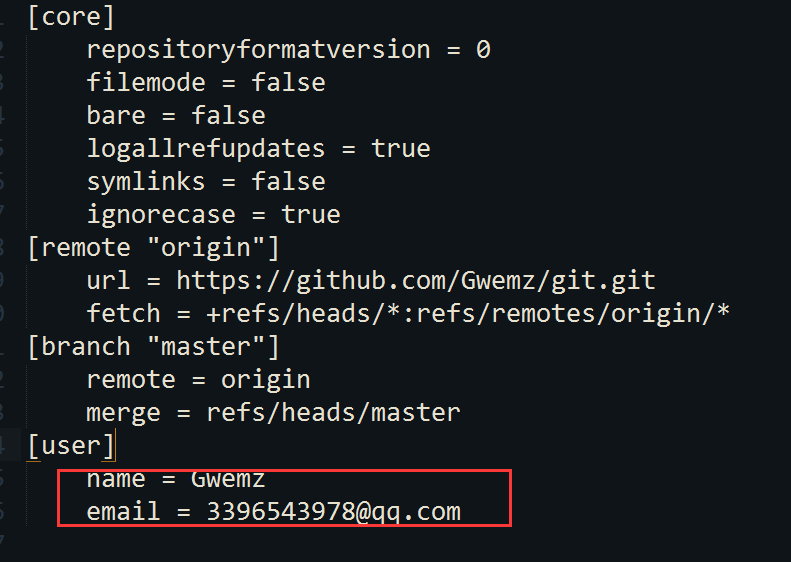 [core]
repositoryformatversion = 0
filemode = false
bare = false
logallrefupdates = true
symlinks = false
ignorecase = true
[remote "origin"]
url = https://github.com/Gwemz/git.git
fetch = +refs/heads/*:refs/remotes/origin/*
[branch "master"]
remote = origin
merge = refs/heads/master
[user]
name = Gwemz
email = 3396543978@qq.com